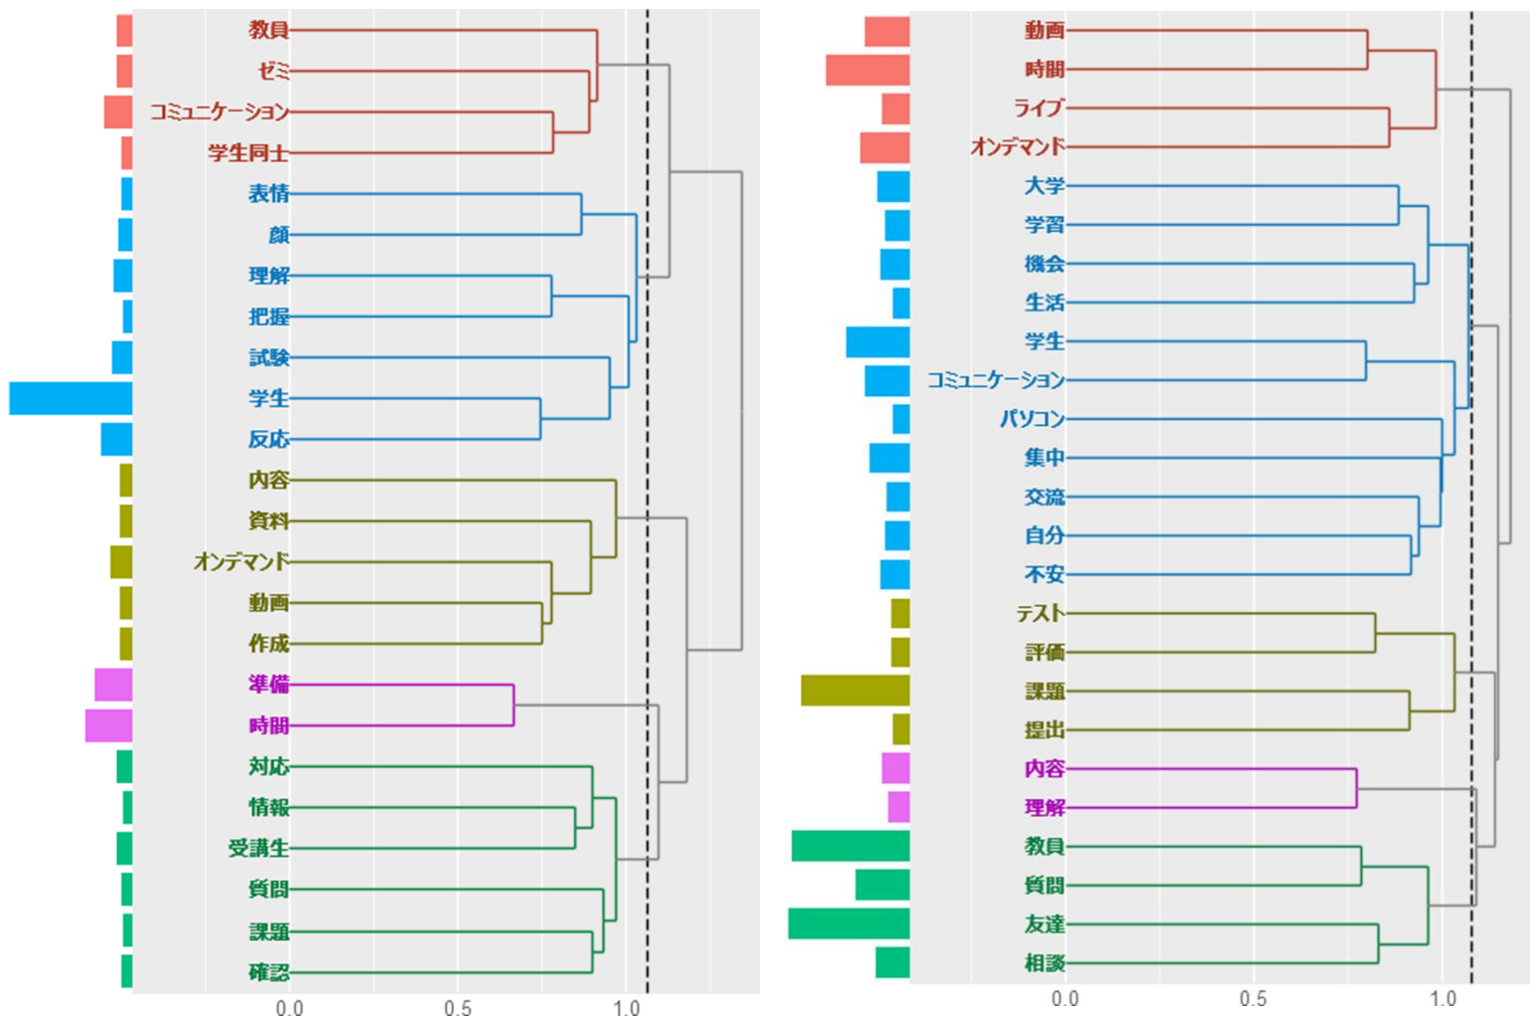 教員
ゼミ
コミュニケーション
学生同士
表情
顔
理解
把握
試験
学生
反応
内容
資料
オンデマンド
動画
作成
準備
時間
対応
情報
受講生
質問
課題
確認
0.0 0.5 1.0
動画
時間
ライブ
オンデマンド
大学
学習
機会
生活
学生
コミュニケーション
パソコン
集中
交流
自分
不安
テスト
評価
課題
提出
内容
理解
教員
質問
友達
相談
0.0 0.5 1.0